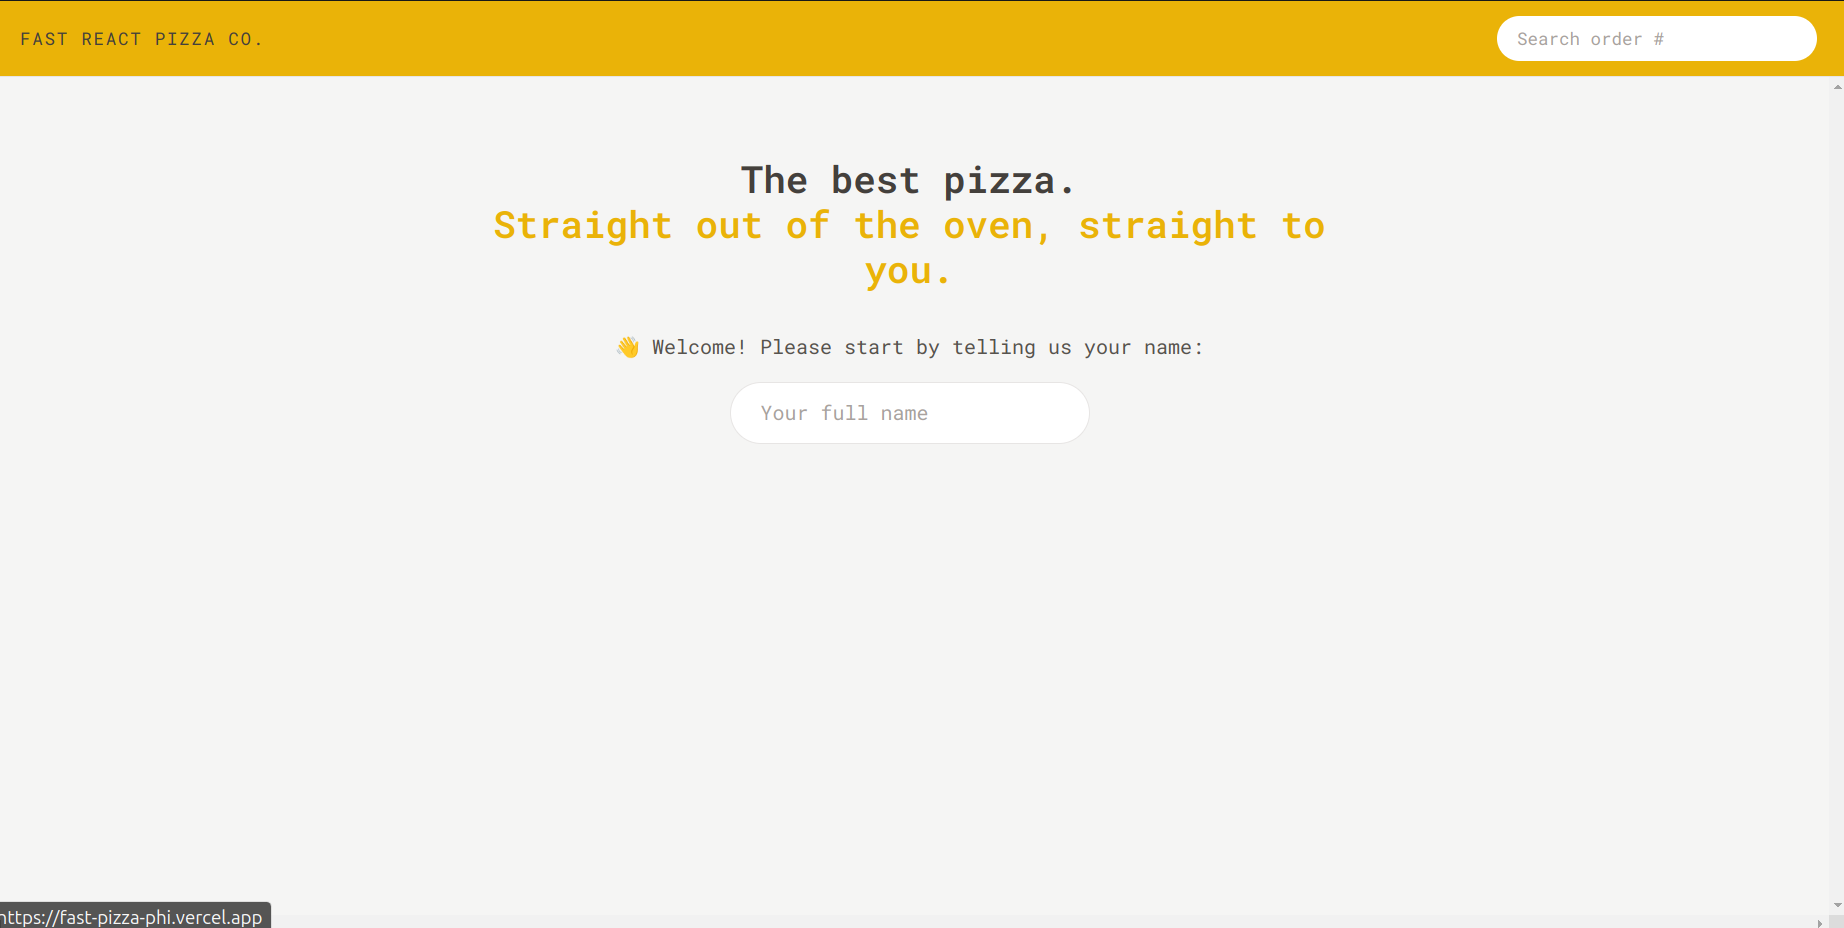 FAST REACT PIZZA CO.
Search order #
The best pizza.
Straight out of the oven, straight to
you.
👋 Welcome! Please start by telling us your name:
Your full name
https://fast-pizza-phi.vercel.app